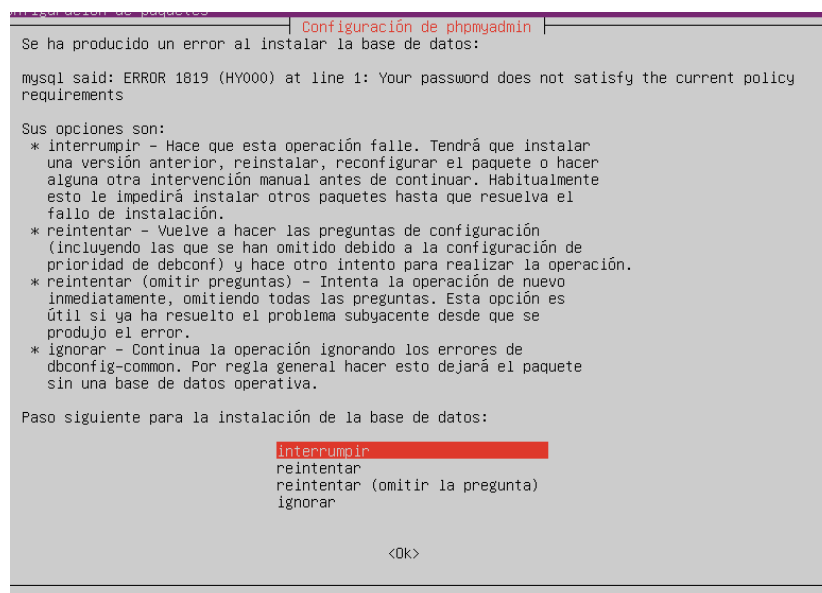 Configuración de paquetes
Configuración de phpmyadmin
Se ha producido un error al instalar la base de datos:
mysql said: ERROR 1819 (HY000) at line 1: Your password does not satisfy the current policy
requirements
Sus opciones son:
* interrumpir – Hace que esta operación falle. Tendrá que instalar
una versión anterior, reinstalar, reconfigurar el paquete o hacer
alguna otra intervención manual antes de continuar. Habitualmente
esto le impedirá instalar otros paquetes hasta que resuelva el
fallo de instalación.
* reintentar – Vuelve a hacer las preguntas de configuración
(incluyendo las que se han omitido debido a la configuración de
prioridad de debconf) y hace otro intento para realizar la operación.
* reintentar (omitir preguntas) – Intenta la operación de nuevo
inmediatamente, omitiendo todas las preguntas. Esta opción es
útil si ya ha resuelto el problema subyacente desde que se
produjo el error.
* ignorar – Continua la operación ignorando los errores de
dbconfig-common. Por regla general hacer esto dejará el paquete
sin una base de datos operativa.
Paso siguiente para la instalación de la base de datos:
interrumpir
reintentar
reintentar (omitir la pregunta)
ignorar
<Ok>